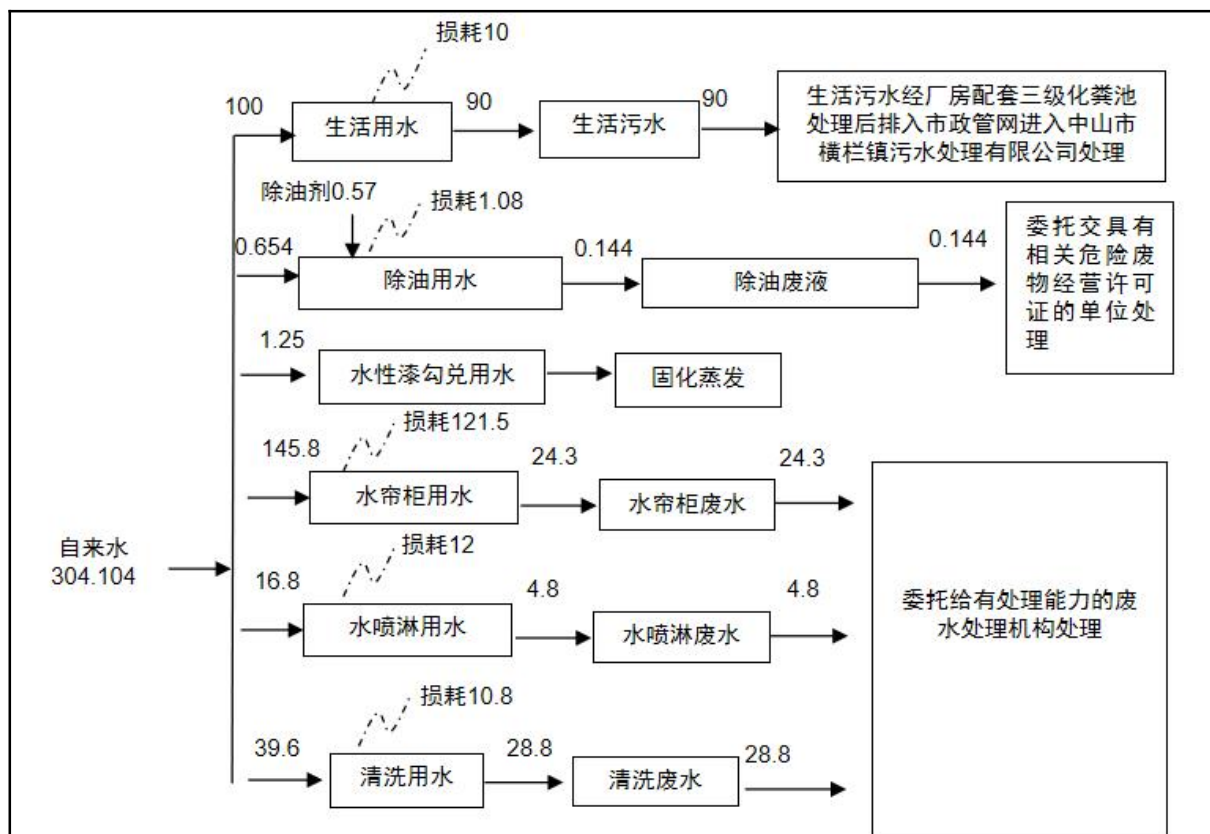 损耗10
100
生活用水
90
生活污水
90
生活污水经厂房配套三级化粪池
处理后排入市政管网进入中山市
横栏镇污水处理有限公司处理
除油剂0.57
损耗1.08
0.654
除油用水
0.144
除油废液
0.144
委托交具有
相关危险废
物经营许可
证的单位处
理
1.25
水性漆勾兑用水
固化蒸发
损耗121.5
145.8
水帘柜用水
24.3
水帘柜废水
24.3
自来水
304.104
损耗12
16.8
水喷淋用水
4.8
水喷淋废水
4.8
委托给有处理能力的废
水处理机构处理
损耗10.8
39.6
清洗用水
28.8
清洗废水
28.8